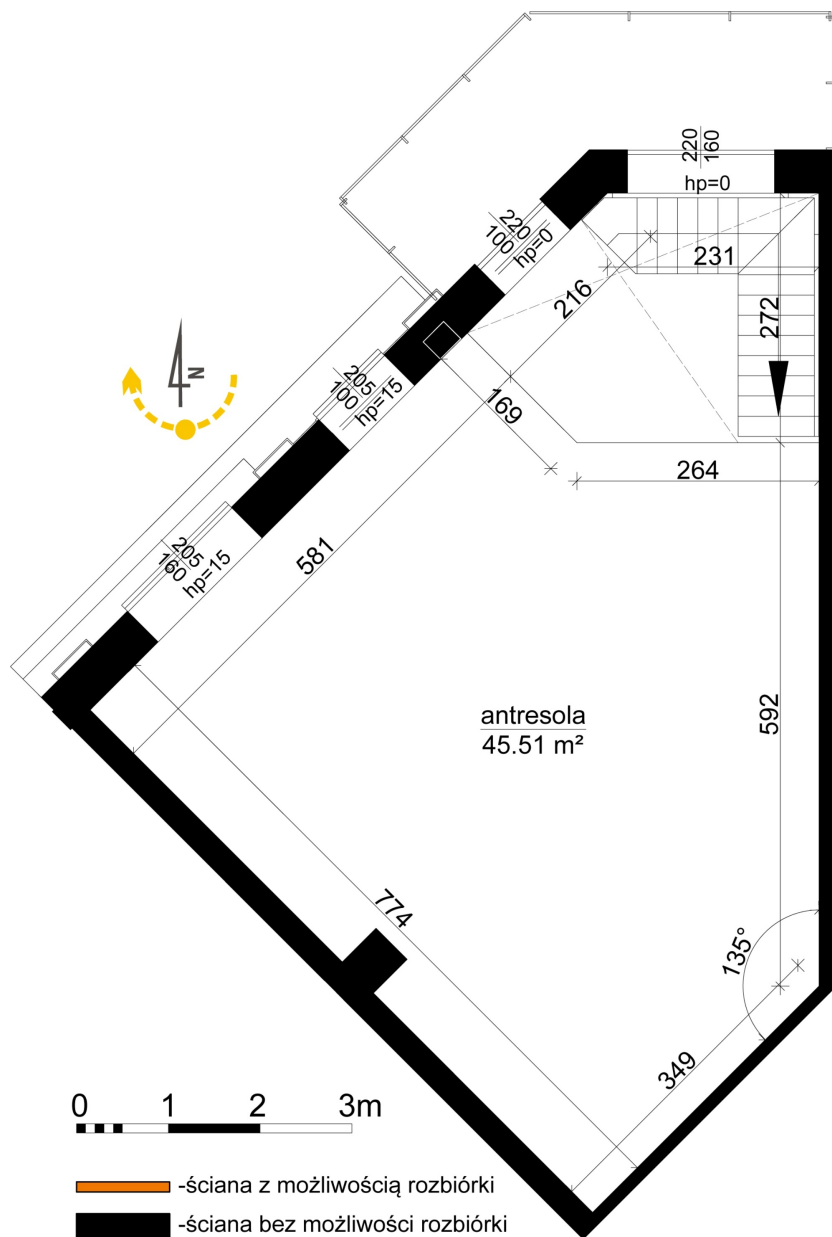 220
160
hp=0
220
100
hp=0
231
216
272
205
100
hp=15
169
264
205
160
hp=15
581
N
antresola
45.51 m²
592
774
135°
349
0 1 2 3m
-ściana z możliwością rozbiórki
-ściana bez możliwości rozbiórki